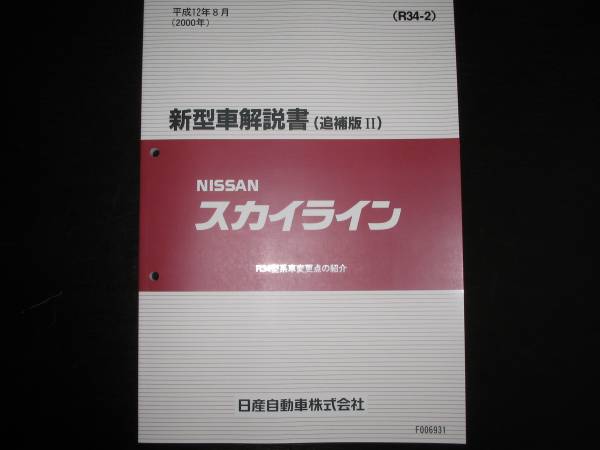 平成12年8月
(2000年)
(R34-2)
新型車解説書(追補版II)
NISSAN
スカイライン
R34型系車変更点の紹介
日産自動車株式会社
F006931